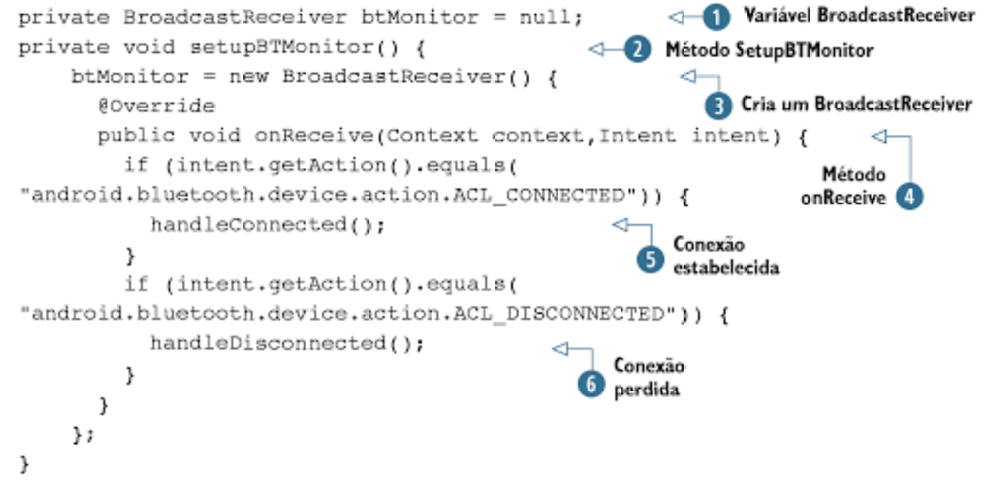 private BroadcastReceiver btMonitor = null; 1 Variável BroadcastReceiver
private void setupBTMonitor() { 2 Método SetupBTMonitor
btMonitor = new BroadcastReceiver() {
@Override 3 Cria um BroadcastReceiver
public void onReceive(Context context,Intent intent) {
if (intent.getAction().equals( Método
"android.bluetooth.device.action.ACL_CONNECTED")) { onReceive 4
handleConnected();
5 Conexão
estabelecida
}
if (intent.getAction().equals(
"android.bluetooth.device.action.ACL_DISCONNECTED")) {
handleDisconnected();
6 Conexão
perdida
}
}
};
}